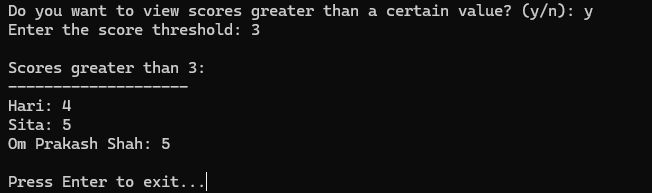 Do you want to view scores greater than a certain value? (y/n): y
Enter the score threshold: 3
Scores greater than 3:
--------------------
Hari: 4
Sita: 5
Om Prakash Shah: 5
Press Enter to exit...